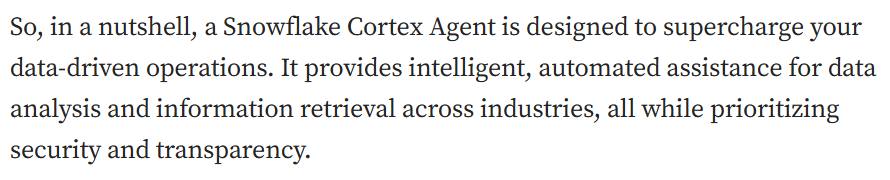 So, in a nutshell, a Snowflake Cortex Agent is designed to supercharge your
data-driven operations. It provides intelligent, automated assistance for data
analysis and information retrieval across industries, all while prioritizing
security and transparency.